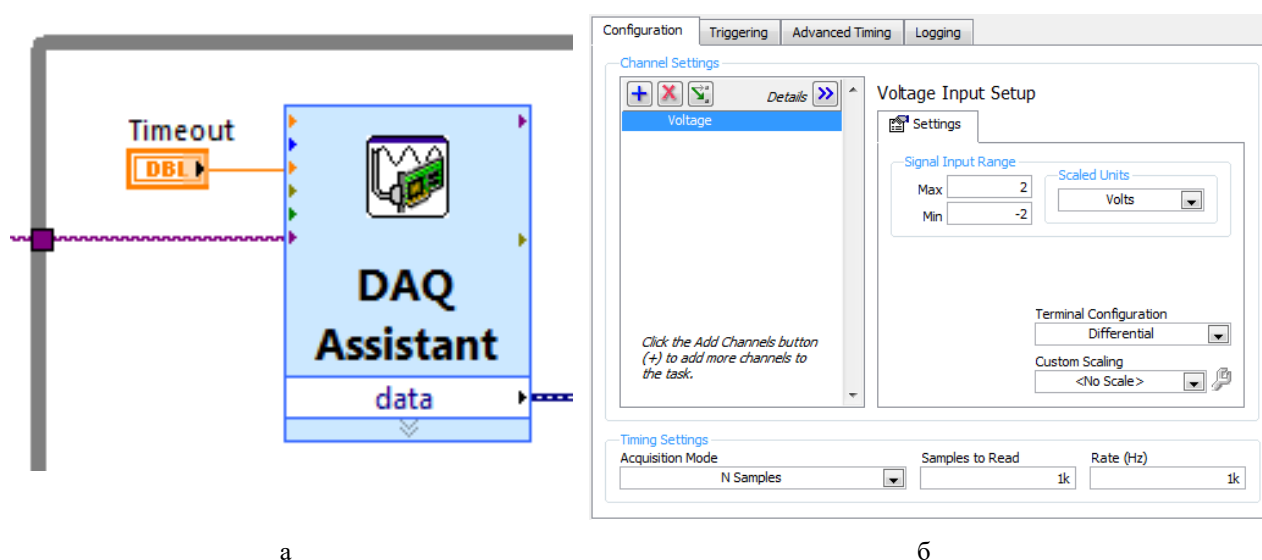 Timeout
DBL
DAQ
Assistant
data
а
Configuration
Triggering
Advanced Timing
Logging
Channel Settings
Details
Voltage
Click the Add Channels button
(+) to add more channels to
the task.
Voltage Input Setup
Settings
Signal Input Range
Max 2
Min -2
Scaled Units
Volts
Terminal Configuration
Differential
Custom Scaling
<No Scale>
Timing Settings
Acquisition Mode
N Samples
Samples to Read
1k
Rate (Hz)
1k
б